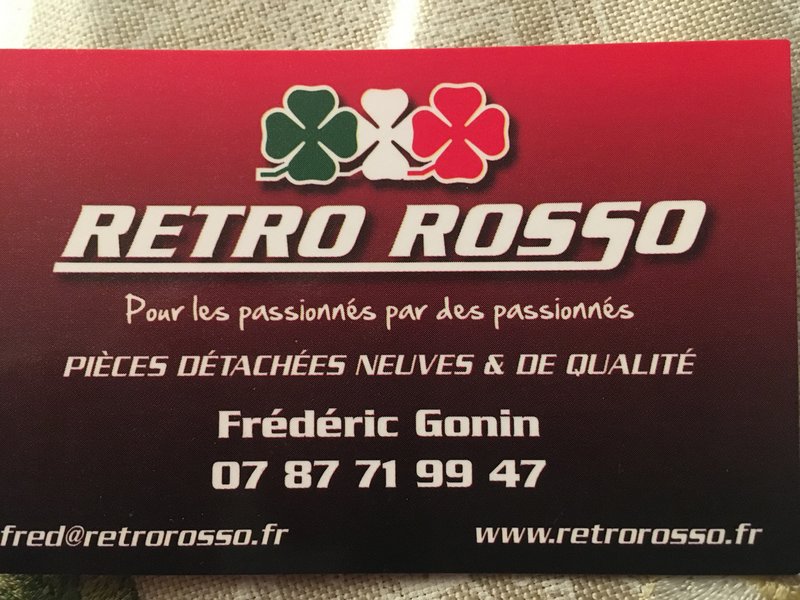 RETRO ROSSO
Pour les passionnés par des passionnés
PIÈCES DÉTACHÉES NEUVES & DE QUALITÉ
Frédéric Gonin
07 87 71 99 47
fred@retrorosso.fr www.retrorosso.fr